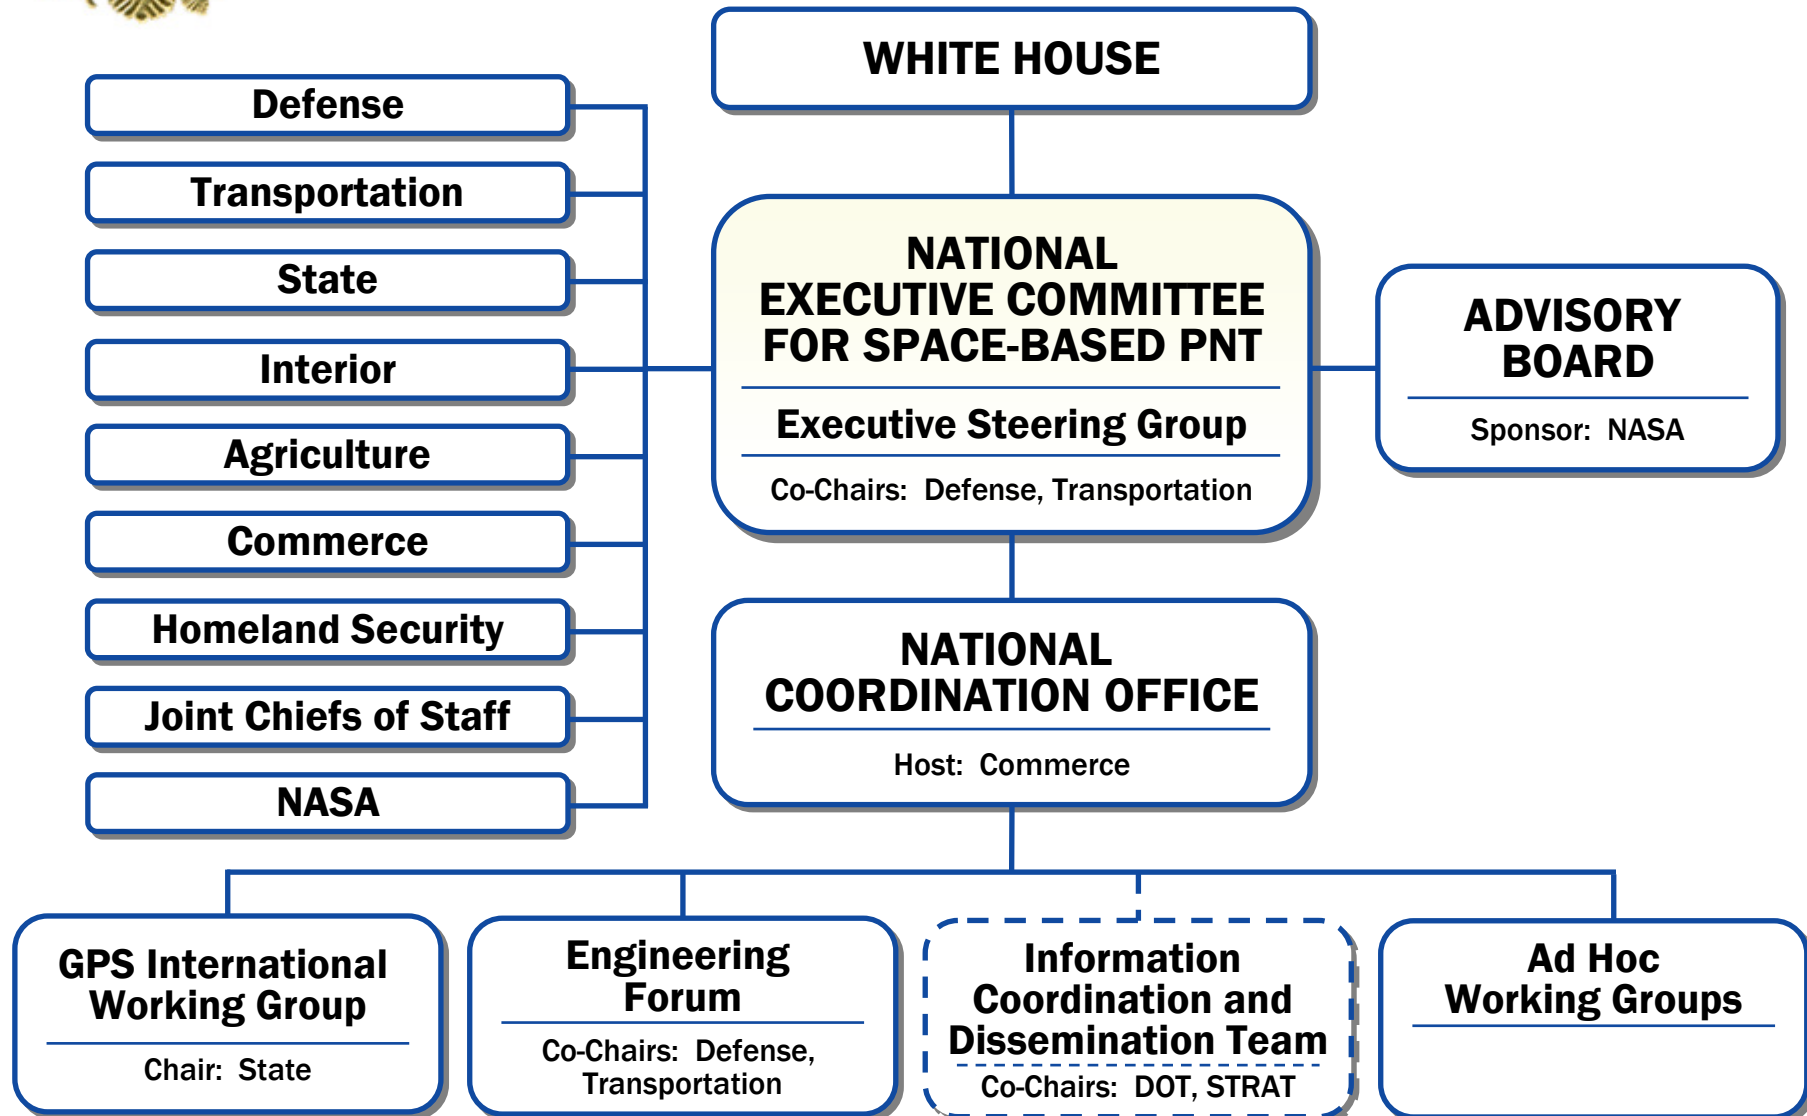 WHITE HOUSE
Defense
Transportation
State
Interior
Agriculture
Commerce
Homeland Security
Joint Chiefs of Staff
NASA
NATIONAL
EXECUTIVE COMMITTEE
FOR SPACE-BASED PNT
Executive Steering Group
Co-Chairs: Defense, Transportation
ADVISORY
BOARD
Sponsor: NASA
NATIONAL
COORDINATION OFFICE
Host: Commerce
GPS International
Working Group
Chair: State
Engineering
Forum
Co-Chairs: Defense,
Transportation
Information
Coordination and
Dissemination Team
Co-Chairs: DOT, STRAT
Ad Hoc
Working Groups